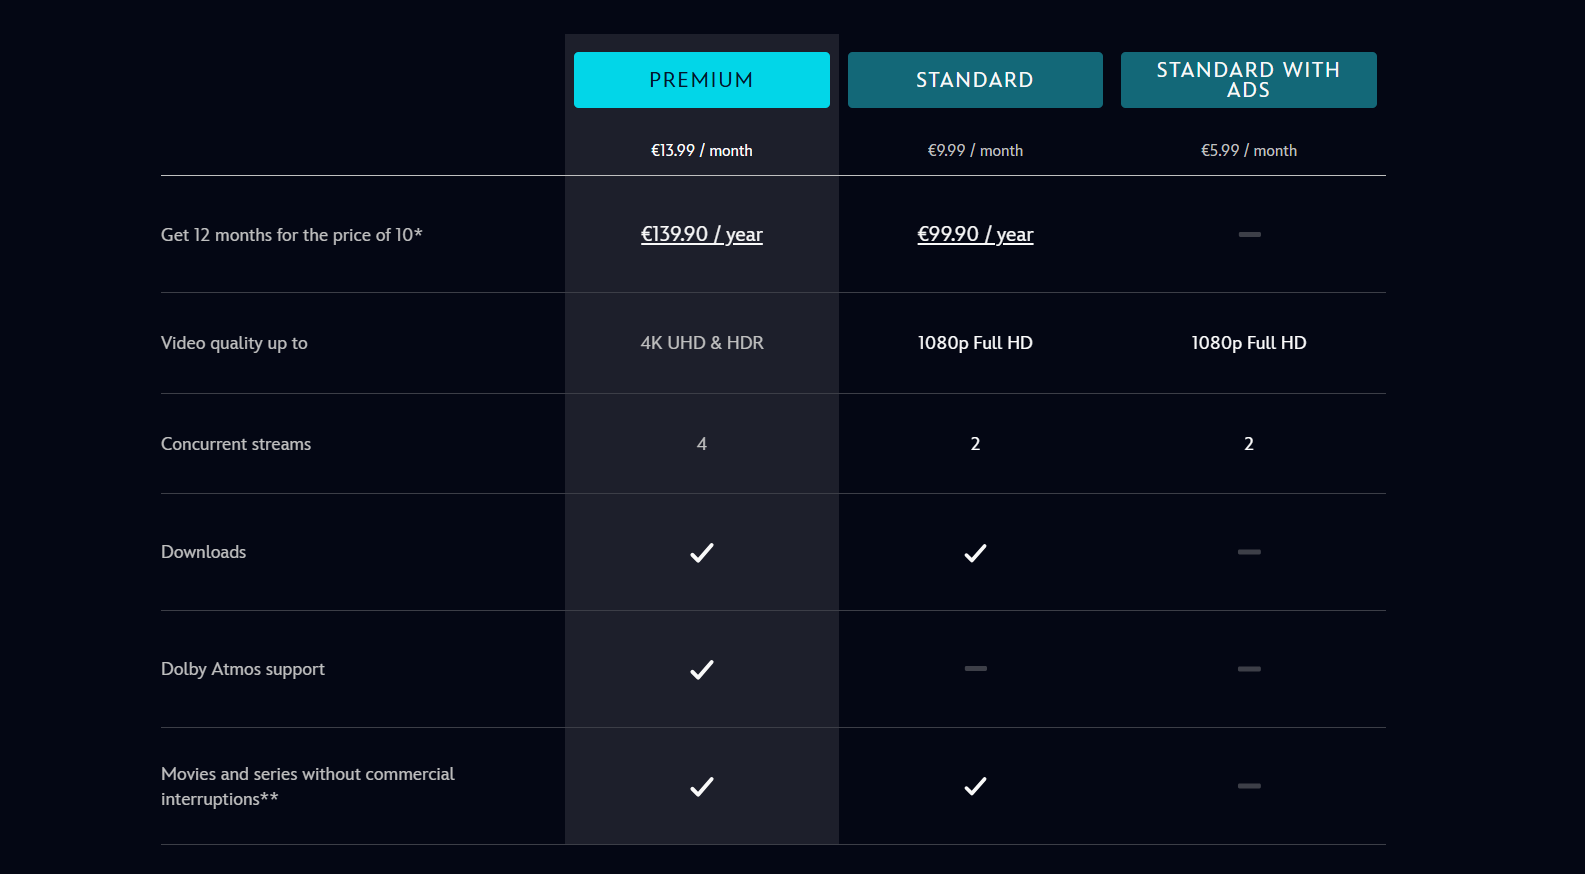 PREMIUM
STANDARD
STANDARD WITH
ADS
€13.99 / month
€9.99 / month
€5.99 / month
Get 12 months for the price of 10*
€139.90 / year
€99.90 / year
Video quality up to
4K UHD & HDR
1080p Full HD
1080p Full HD
Concurrent streams
4
2
2
Downloads
Dolby Atmos support
Movies and series without commercial
interruptions**